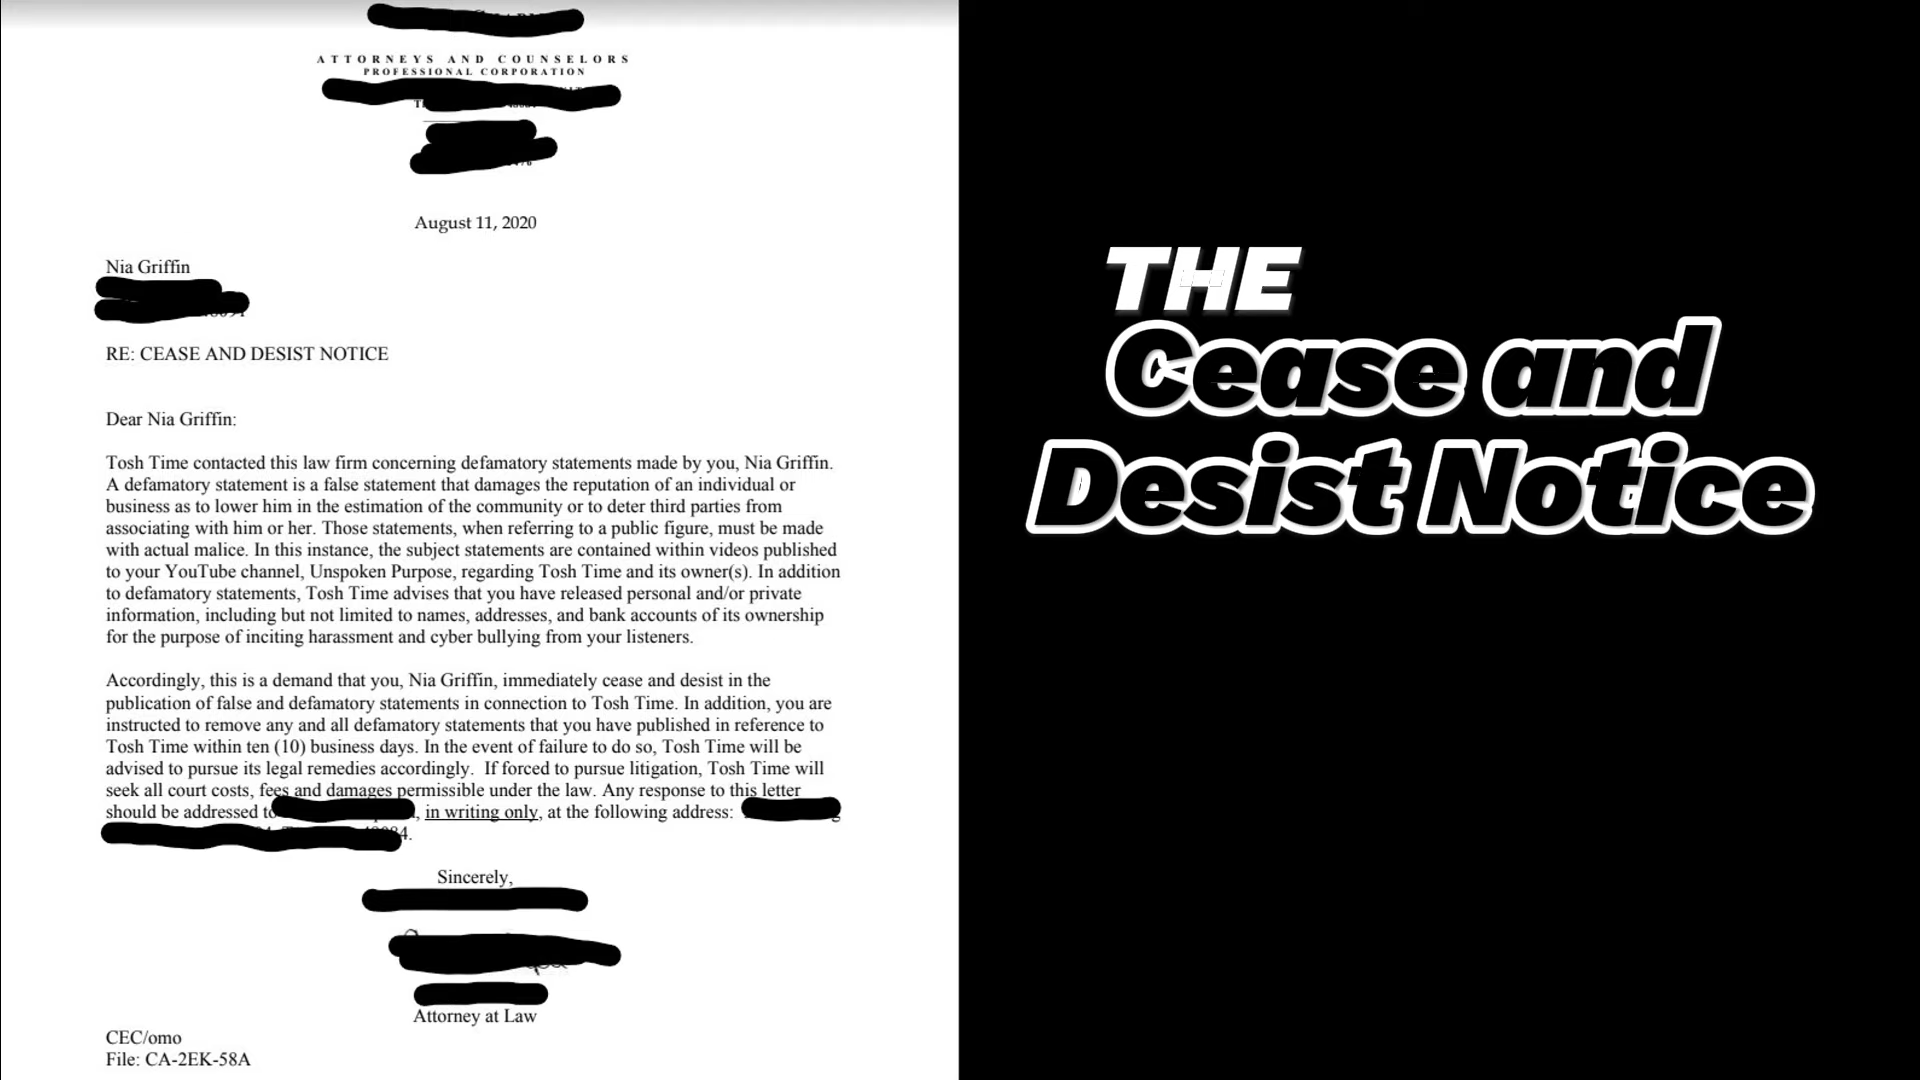 ATTORNEYS AND COUNSELORS
PROFESSIONAL CORPORATION
August 11, 2020
Nia Griffin
RE: CEASE AND DESIST NOTICE
Dear Nia Griffin:
Tosh Time contacted this law firm concerning defamatory statements made by you, Nia Griffin.
A defamatory statement is a false statement that damages the reputation of an individual or
business as to lower him in the estimation of the community or to deter third parties from
associating with him or her. Those statements, when referring to a public figure, must be made
with actual malice. In this instance, the subject statements are contained within videos published
to your YouTube channel, Unspoken Purpose, regarding Tosh Time and its owner(s). In addition
to defamatory statements, Tosh Time advises that you have released personal and/or private
information, including but not limited to names, addresses, and bank accounts of its ownership
for the purpose of inciting harassment and cyber bullying from your listeners.
Accordingly, this is a demand that you, Nia Griffin, immediately cease and desist in the
publication of false and defamatory statements in connection to Tosh Time. In addition, you are
instructed to remove any and all defamatory statements that you have published in reference to
Tosh Time within ten (10) business days. In the event of failure to do so, Tosh Time will be
advised to pursue its legal remedies accordingly. If forced to pursue litigation, Tosh Time will
seek all court costs, fees and damages permissible under the law. Any response to this letter
should be addressed to , in writing only, at the following address:
Sincerely,
Attorney at Law
CEC/omo
File: CA-2EK-58A
THE
Cease and
Desist Notice